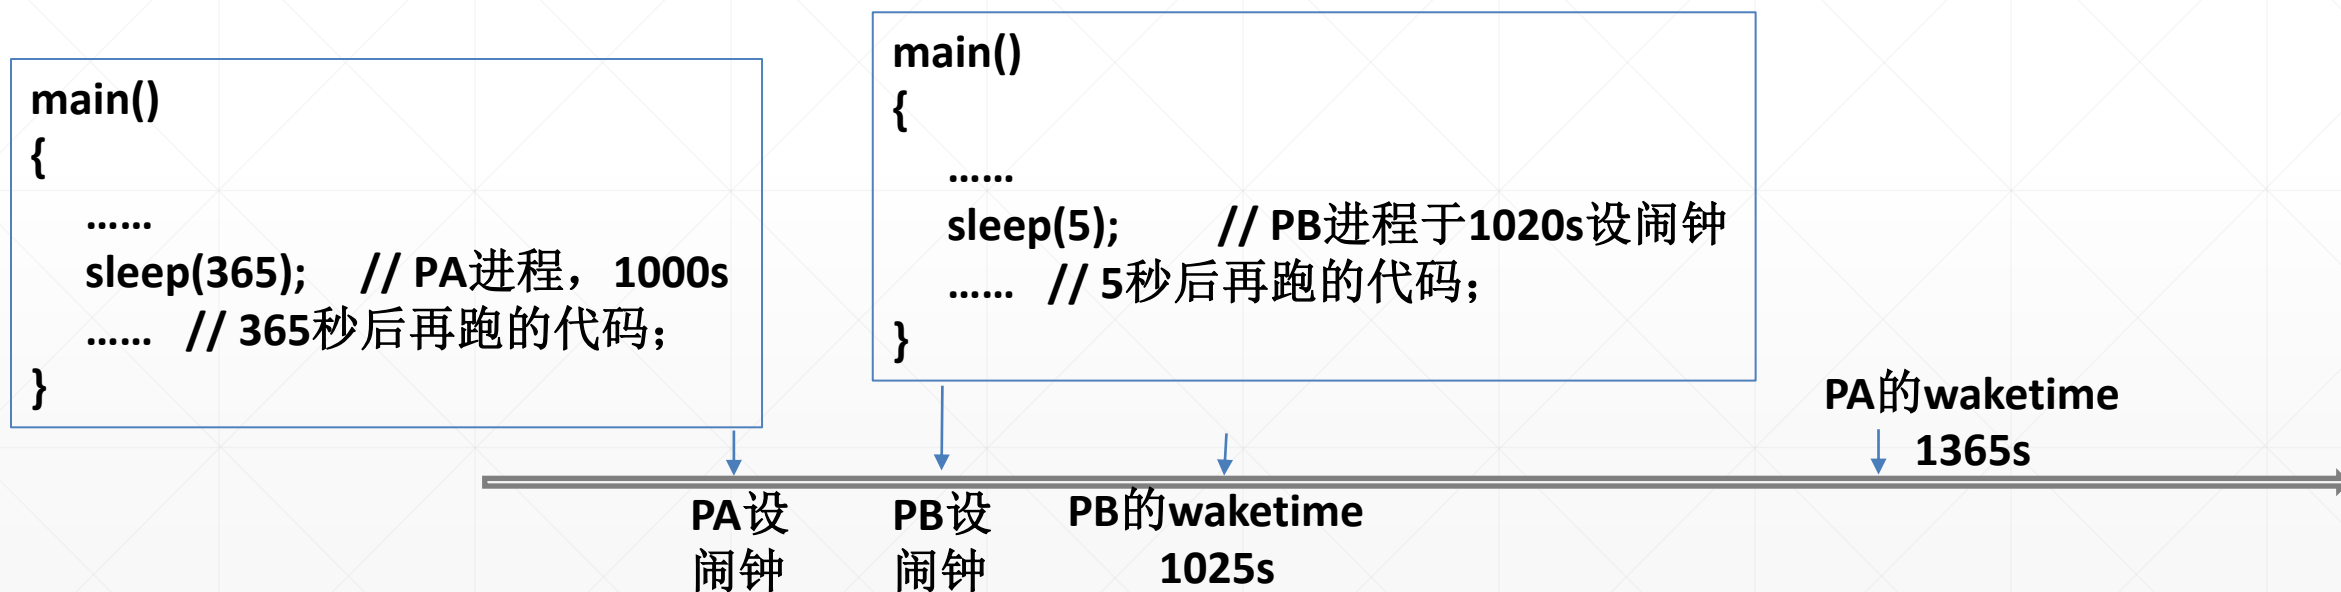 main()
{
……
sleep(365); // PA进程，1000s
…… // 365秒后再跑的代码；
}
main()
{
……
sleep(5); // PB进程于1020s设闹钟
…… // 5秒后再跑的代码；
}
PA的waketime
1365s
PA设
闹钟
PB设
闹钟
PB的waketime
1025s